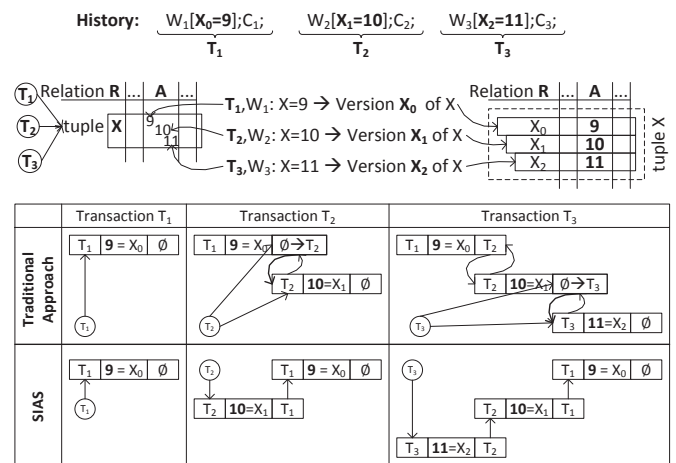 History: W1[X0=9];C1; W2[X1=10];C2; W3[X2=11];C3;
T1 T2 T3
Relation R ... A ...
T1
T2
T3
tuple X
9
10
11
T1,W1: X=9 → Version X0 of X
T2,W2: X=10 → Version X1 of X
T3,W3: X=11 → Version X2 of X
Relation R ... A ...
X0 9
X1 10
X2 11
tuple X
Transaction T1 Transaction T2 Transaction T3
Traditional
Approach
T1 9 = X0 Ø
T1
T1 9 = X0 Ø→T2
T2 10=X1 Ø
T2
T1 9 = X0 T2
T2 10=X1 Ø→T3
T3 11=X2 Ø
T3
SIAS
T1 9 = X0 Ø
T1
T2 T1 9 = X0 Ø
T2 10=X1 T1
T3 T1 9 = X0 Ø
T2 10=X1 T1
T3 11=X2 T2